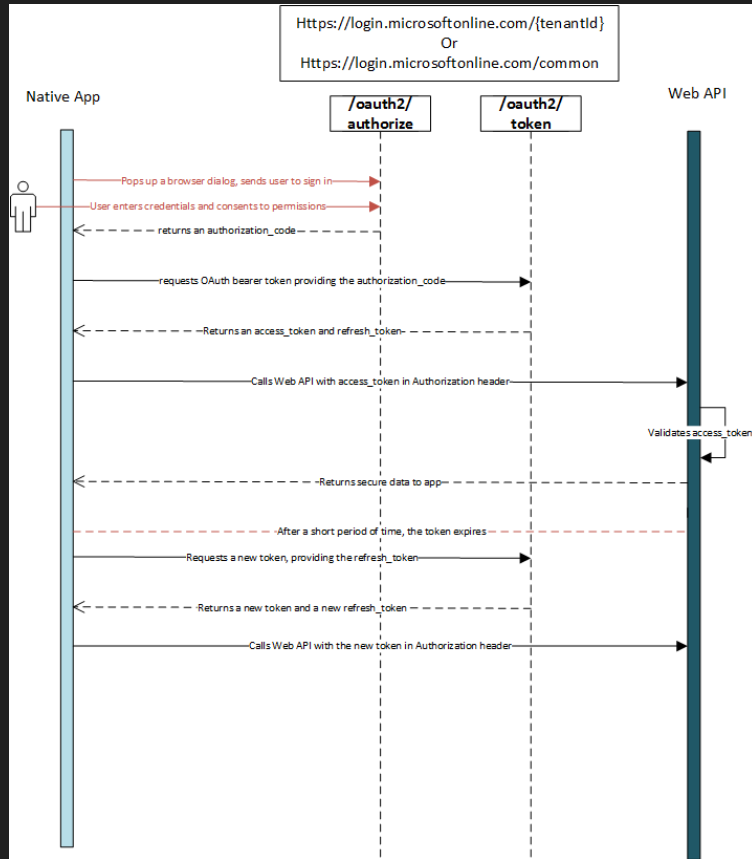 Https://login.microsoftonline.com/{tenantId}
Or
Https://login.microsoftonline.com/common
Native App
/oauth2/
authorize
/oauth2/
token
Web API
Pops up a browser dialog, sends user to sign in
User enters credentials and consents to permissions
returns an authorization_code
requests OAuth bearer token providing the authorization_code
Returns an access_token and refresh_token
Calls Web API with access_token in Authorization header
Validates access_token
Returns secure data to app
After a short period of time, the token expires
Requests a new token, providing the refresh_token
Returns a new token and a new refresh_token
Calls Web API with the new token in Authorization header